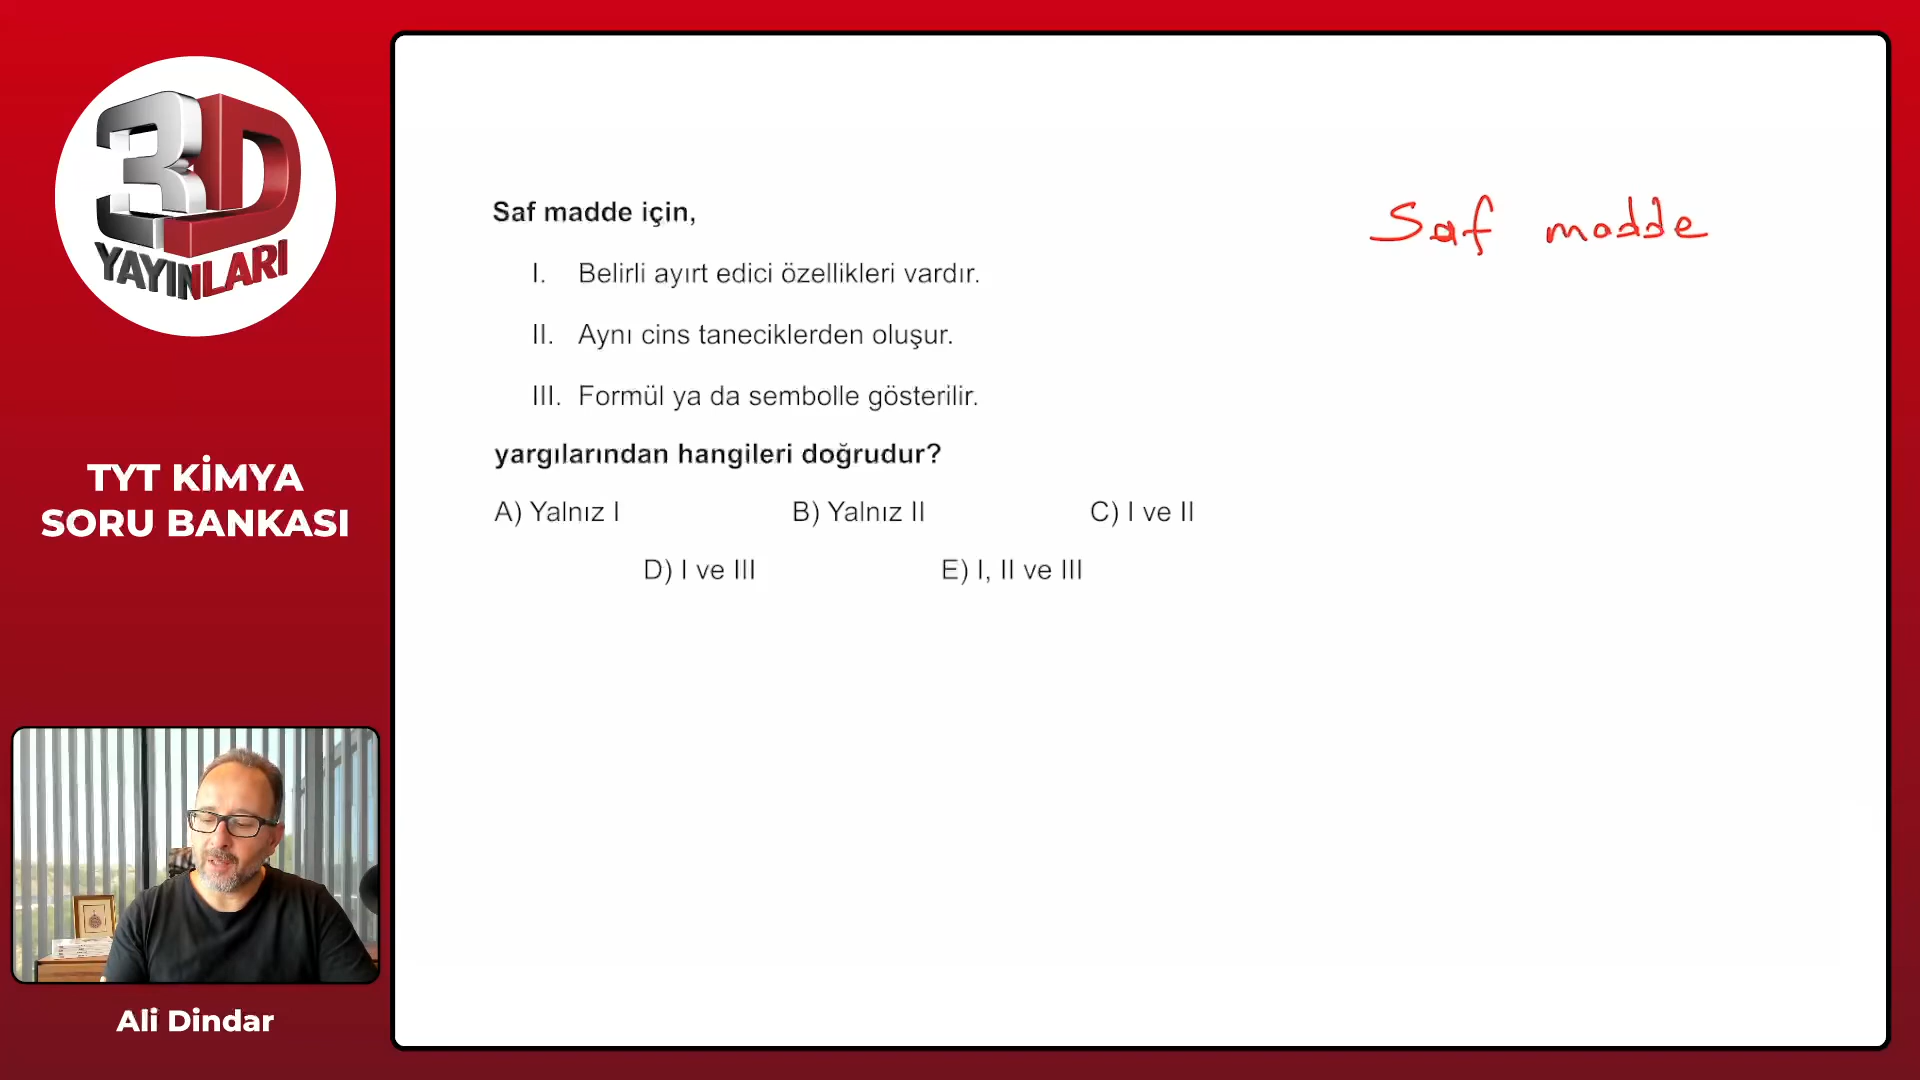 3D
YAYINLARI
TYT KİMYA
SORU BANKASI
Ali Dindar
Saf madde için,
I. Belirli ayırt edici özellikleri vardır.
II. Aynı cins taneciklerden oluşur.
III. Formül ya da sembolle gösterilir.
yargılarından hangileri doğrudur?
A) Yalnız I B) Yalnız II C) I ve II
D) I ve III E) I, II ve III
Saf madde